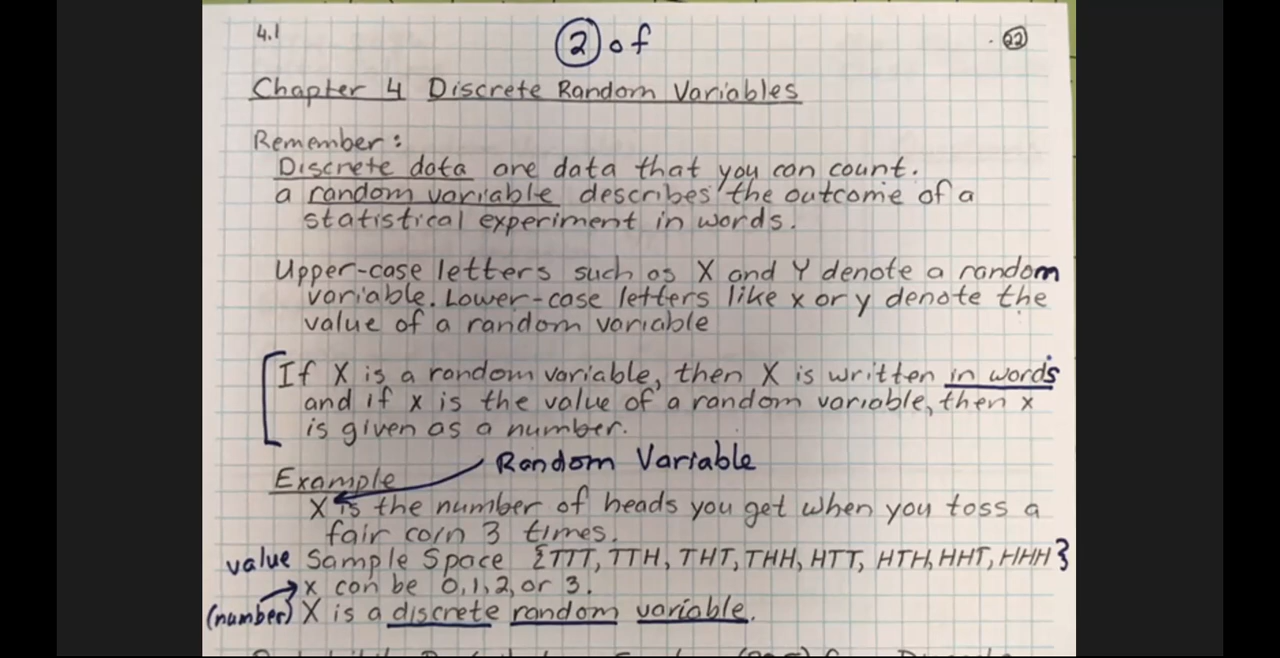 4.1
2 of
22
Chapter 4 Discrete Random Variables
Remember:
Discrete data are data that you can count.
a random variable describes the outcome of a
statistical experiment in words.
Upper-case letters such as X and Y denote a random
variable. Lower-case letters like x or y denote the
value of a random variable
If X is a random variable, then X is written in words
and if x is the value of a random variable, then x
is given as a number.
Random Variable
Example
X is the number of heads you get when you toss a
fair coin 3 times.
value Sample Space {TTT, TTH, THT, THH, HTT, HTH, HHT, HHH}
x can be 0, 1, 2, or 3.
(number) X is a discrete random variable.